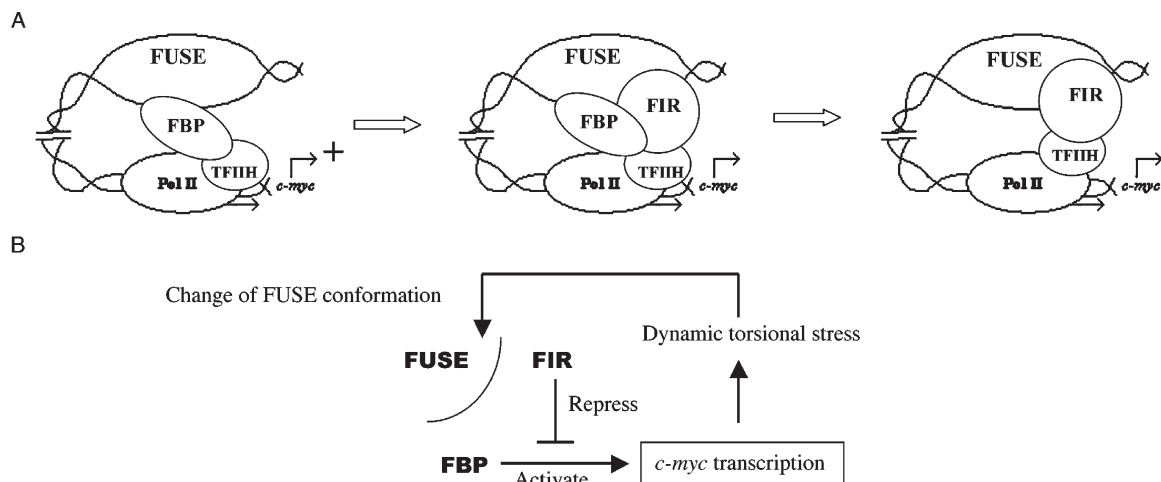 A
FUSE
FBP
TFIIH
Pol II
c-myc
+
FUSE
FIR
FBP
TFIIH
Pol II
c-myc
FUSE
FIR
TFIIH
Pol II
c-myc
B
Change of FUSE conformation
Dynamic torsional stress
FUSE FIR
Repress
FBP
c-myc transcription
Activate